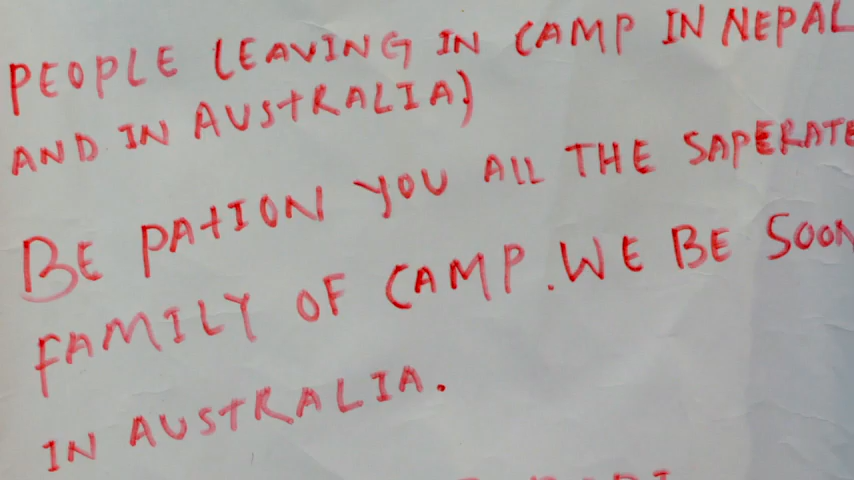 PEOPLE LEAVING IN CAMP IN NEPAL
AND IN AUSTRALIA)
BE PATION YOU ALL THE SAPERATE
FAMILY OF CAMP. WE BE SOON
IN AUSTRALIA.